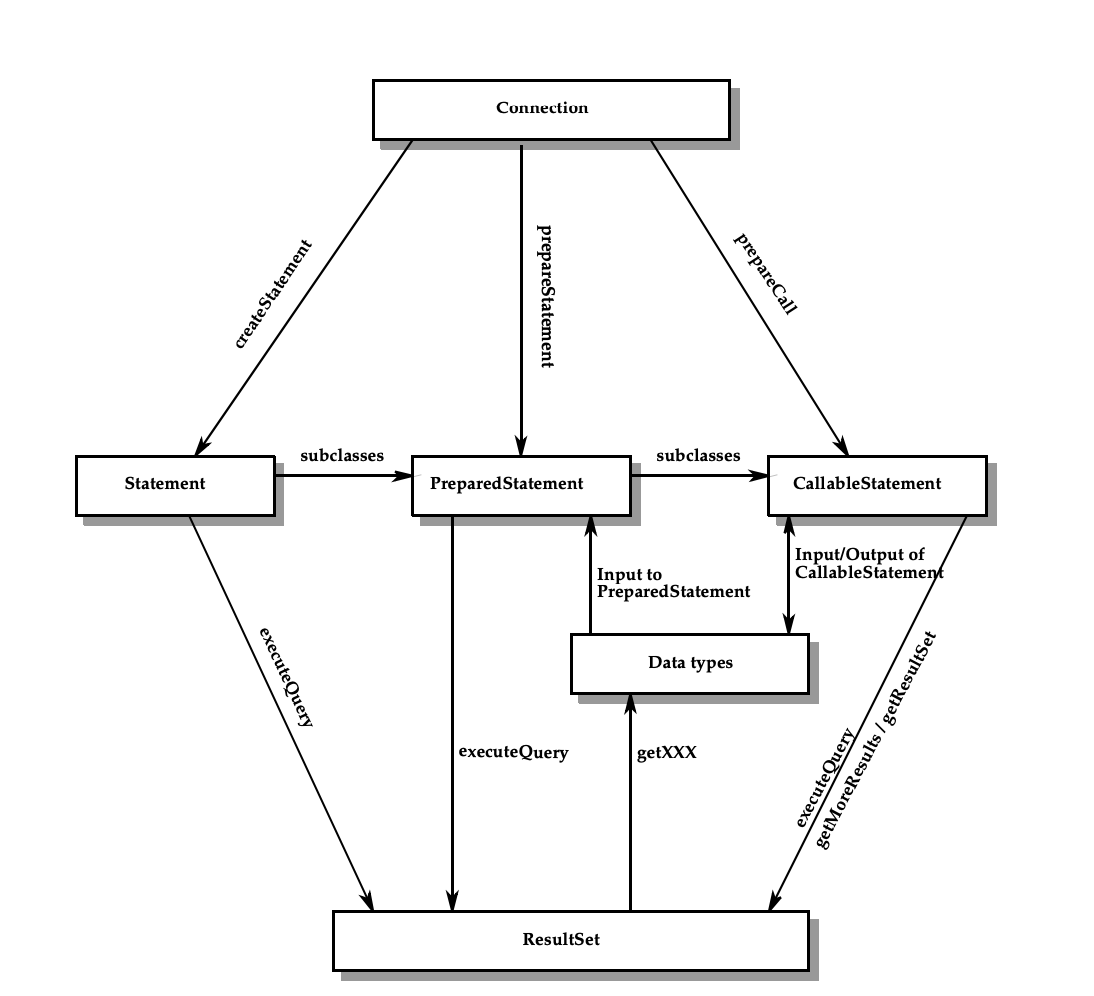 Connection
createStatement
prepareStatement
prepareCall
subclasses
subclasses
Statement
PreparedStatement
CallableStatement
Input/Output of
CallableStatement
Input to
PreparedStatement
executeQuery
Data types
executeQuery
getXXX
executeQuery
getMoreResults / getResultSet
ResultSet